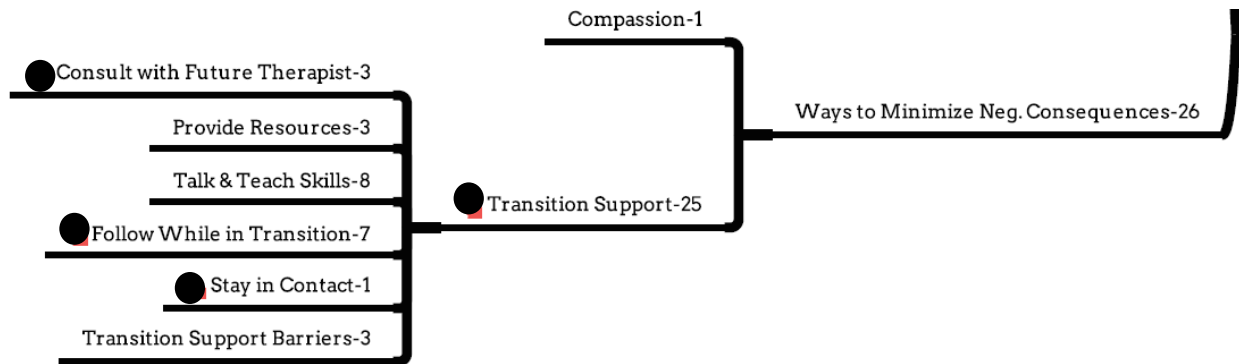 Compassion-1
Consult with Future Therapist-3
Ways to Minimize Neg. Consequences-26
Provide Resources-3
Talk & Teach Skills-8
Transition Support-25
Follow While in Transition-7
Stay in Contact-1
Transition Support Barriers-3